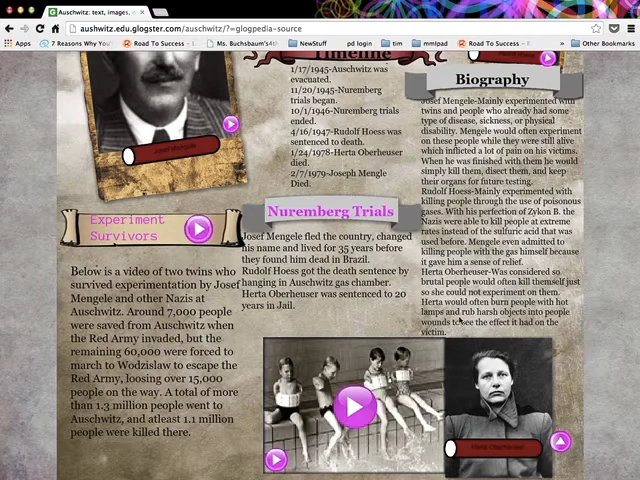 Auschwitz: text, images, m
aushwitz.edu.glogster.com/auschwitz/?=glogpedia-source
Apps
7 Reasons Why You'
Road To Success – L
Ms. Buchsbaum's4th
NewStuff
pd login
tim
mmlpad
Road To Success – L
Other Bookmarks
Timeline
1/17/1945-Auschwitz was
evacuated.
11/20/1945-Nuremberg
trials began.
10/1/1946-Nuremberg trials
ended.
4/16/1947-Rudolf Hoess was
sentenced to death.
1/24/1978-Herta Oberheuser
died.
2/7/1979-Joseph Mengle
Died.
Biography
Josef Mengele-Mainly experimented with
twins and people who already had some
type of disease, sickness, or physical
disability. Mengele would often experiment
on these people while they were still alive
which inflicted a lot of pain on his victims.
When he was finished with them he would
simply kill them, disect them, and keep
their organs for future testing.
Rudolf Hoess-Mainly experimented with
killing people through the use of poisonous
gases. With his perfection of Zyklon B. the
Nazis were able to kill people at extreme
rates instead of the sulfuric acid that was
used before. Mengele even admitted to
killing people with the gas himself because
it gave him a sense of relief.
Herta Oberheuser-Was considered so
brutal people would often kill themself just
so she could not experiment on them.
Herta would often burn people with hot
lamps and rub harsh objects into people
wounds to see the effect it had on the
victim.
Josef Mengele
Experiment
Survivors
Below is a video of two twins who
survived experimentation by Josef
Mengele and other Nazis at
Auschwitz. Around 7,000 people
were saved from Auschwitz when
the Red Army invaded, but the
remaining 60,000 were forced to
march to Wodzislaw to escape the
Red Army, loosing over 15,000
people on the way. A total of more
than 1.3 million people went to
Auschwitz, and atleast 1.1 million
people were killed there.
Nuremberg Trials
Josef Mengele fled the country, changed
his name and lived for 35 years before
they found him dead in Brazil.
Rudolf Hoess got the death sentence by
hanging in Auschwitz gas chamber.
Herta Oberheuser was sentenced to 20
years in Jail.
Herta Oberheuser